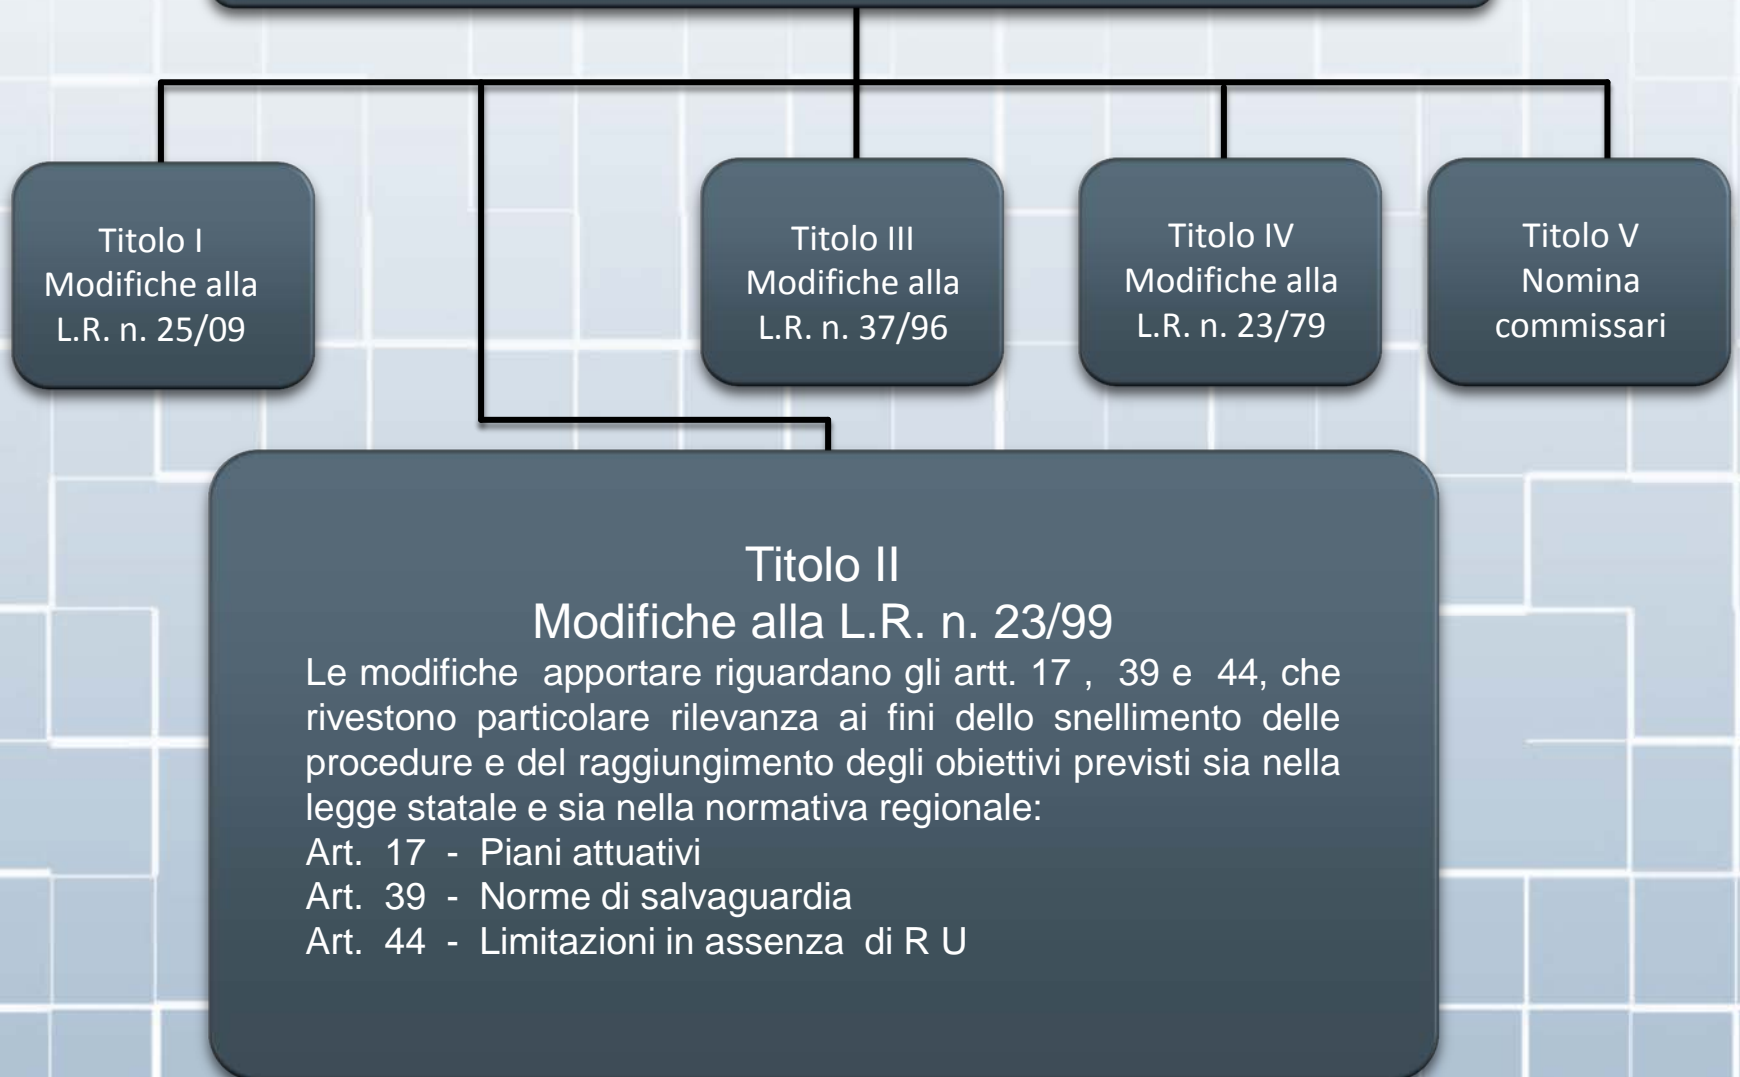 Titolo I
Modifiche alla
L.R. n. 25/09
Titolo III
Modifiche alla
L.R. n. 37/96
Titolo IV
Modifiche alla
L.R. n. 23/79
Titolo V
Nomina
commissari
Titolo II
Modifiche alla L.R. n. 23/99
Le modifiche apportare riguardano gli artt. 17 , 39 e 44, che
rivestono particolare rilevanza ai fini dello snellimento delle
procedure e del raggiungimento degli obiettivi previsti sia nella
legge statale e sia nella normativa regionale:
Art. 17 - Piani attuativi
Art. 39 - Norme di salvaguardia
Art. 44 - Limitazioni in assenza di R U